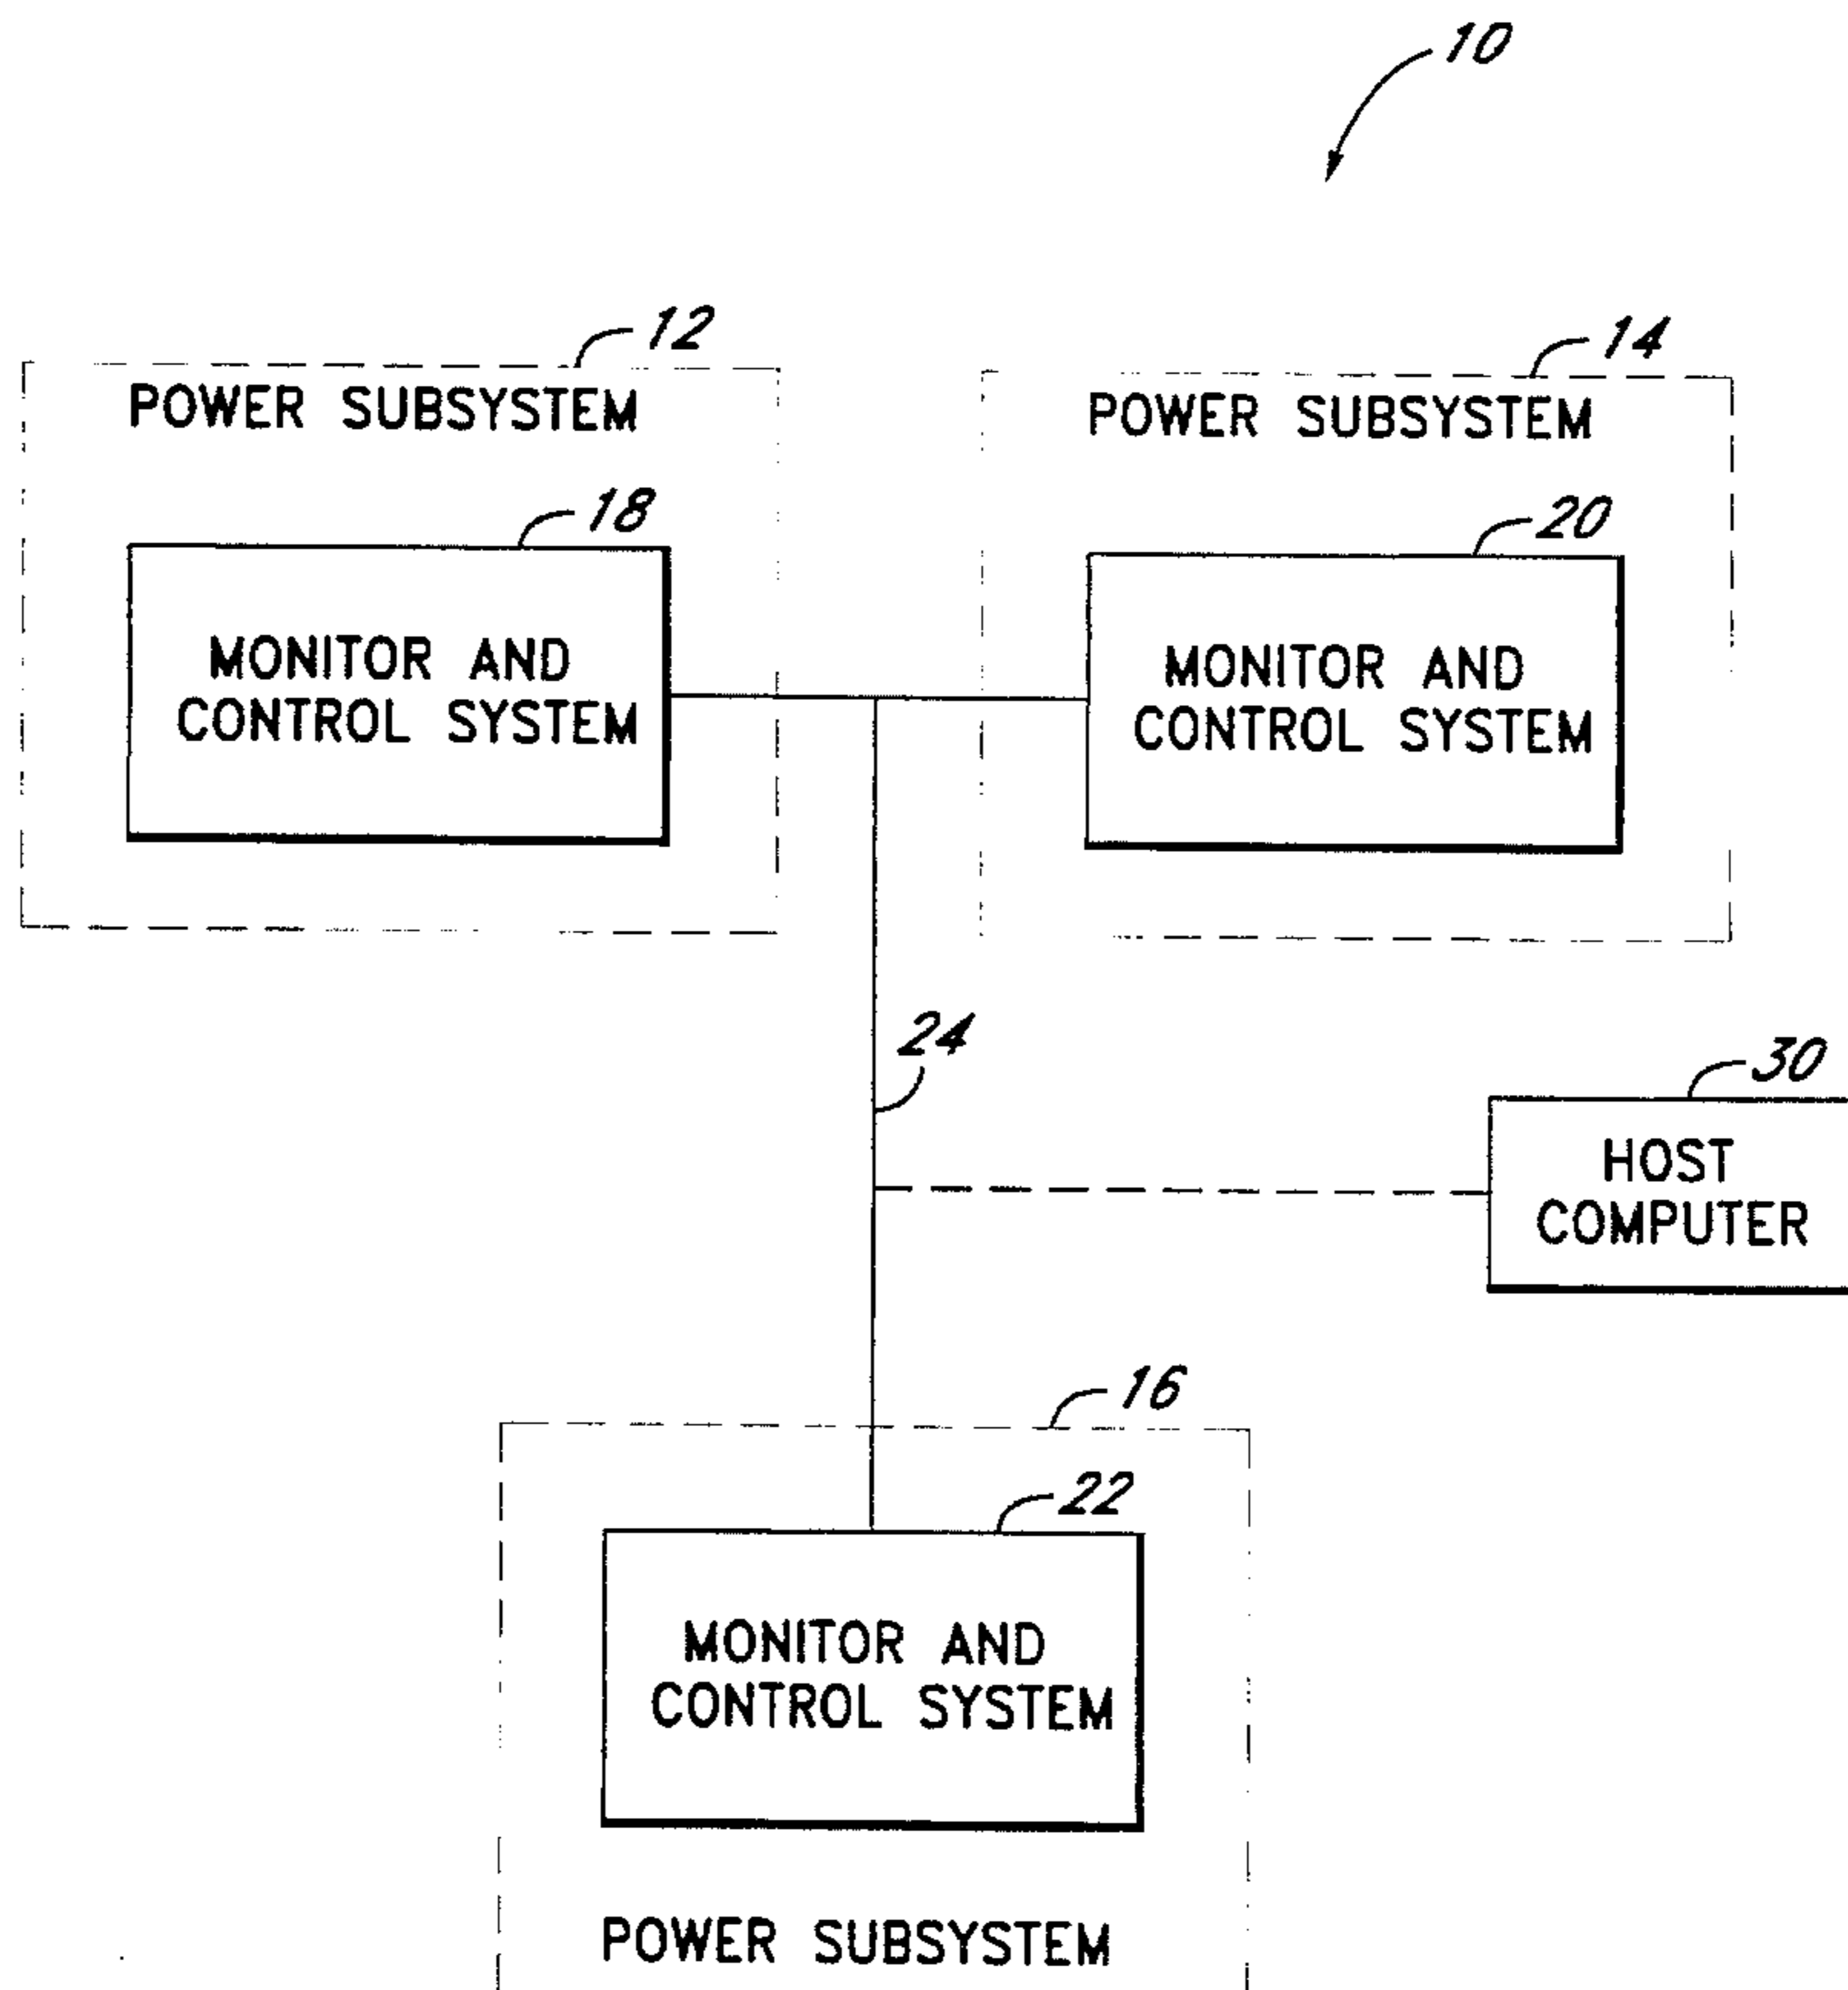 10
12
14
POWER SUBSYSTEM
POWER SUBSYSTEM
18
20
MONITOR AND
CONTROL SYSTEM
MONITOR AND
CONTROL SYSTEM
24
30
HOST
COMPUTER
16
22
MONITOR AND
CONTROL SYSTEM
POWER SUBSYSTEM